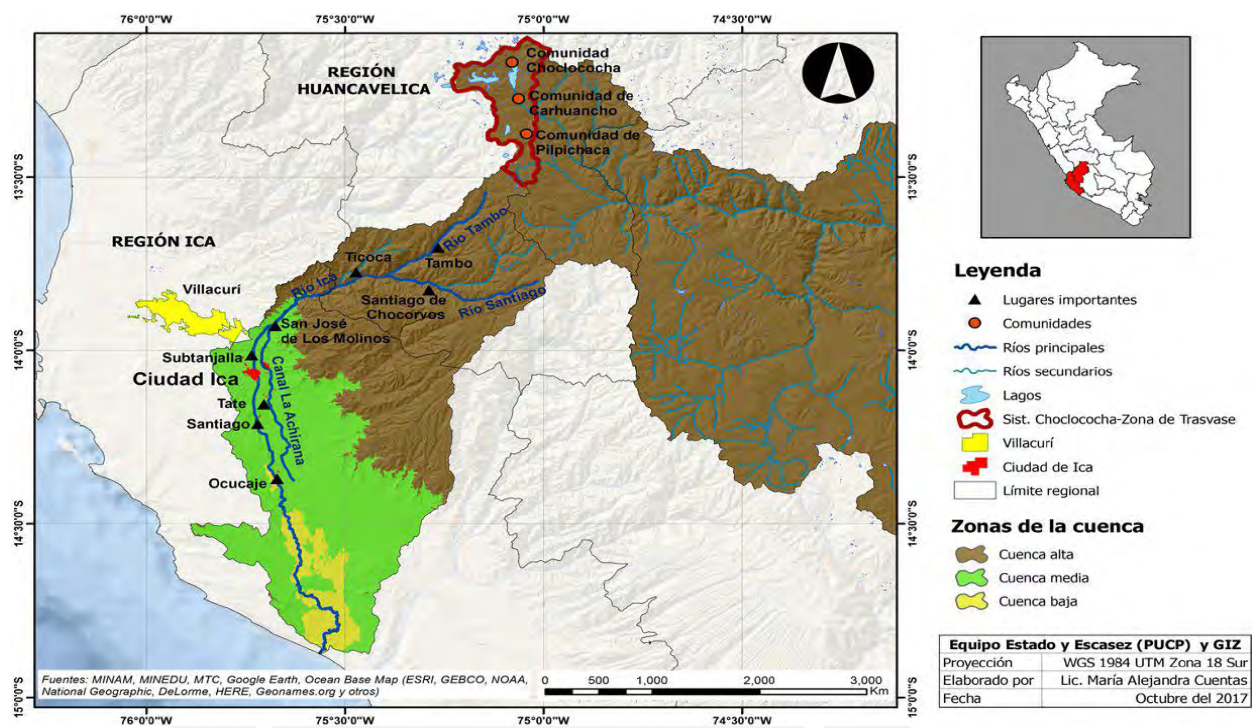 76°0'0"W 75°30'0"W 75°0'0"W 74°30'0"W
REGIÓN
HUANCAVELICA
Comunidad
Choclococha
Comunidad de
Carhuancho
Comunidad de
Pilpichaca
13°30'0"S
13°30'0"S
REGIÓN ICA
Río Tambo
Ticoca
Tambo
Río Ica
Villacurí
Santiago de
Chocorvos
Río Santiago
San José
de Los Molinos
14°0'0"S
14°0'0"S
Subtanjalla
Ciudad Ica
Canal La Achirana
Tate
Santiago
Ocucaje
14°30'0"S
14°30'0"S
15°0'0"S
15°0'0"S
Fuentes: MINAM, MINEDU, MTC, Google Earth, Ocean Base Map (ESRI, GEBCO, NOAA,
National Geographic, DeLorme, HERE, Geonames.org y otros)
0 500 1,000 2,000 3,000
Km
76°0'0"W 75°30'0"W 75°0'0"W 74°30'0"W
Leyenda
Lugares importantes
Comunidades
Ríos principales
Ríos secundarios
Lagos
Sist. Choclococha-Zona de Trasvase
Villacurí
Ciudad de Ica
Límite regional
Zonas de la cuenca
Cuenca alta
Cuenca media
Cuenca baja
Equipo Estado y Escasez (PUCP) y GIZ
Proyección WGS 1984 UTM Zona 18 Sur
Elaborado por Lic. María Alejandra Cuentas
Fecha Octubre del 2017